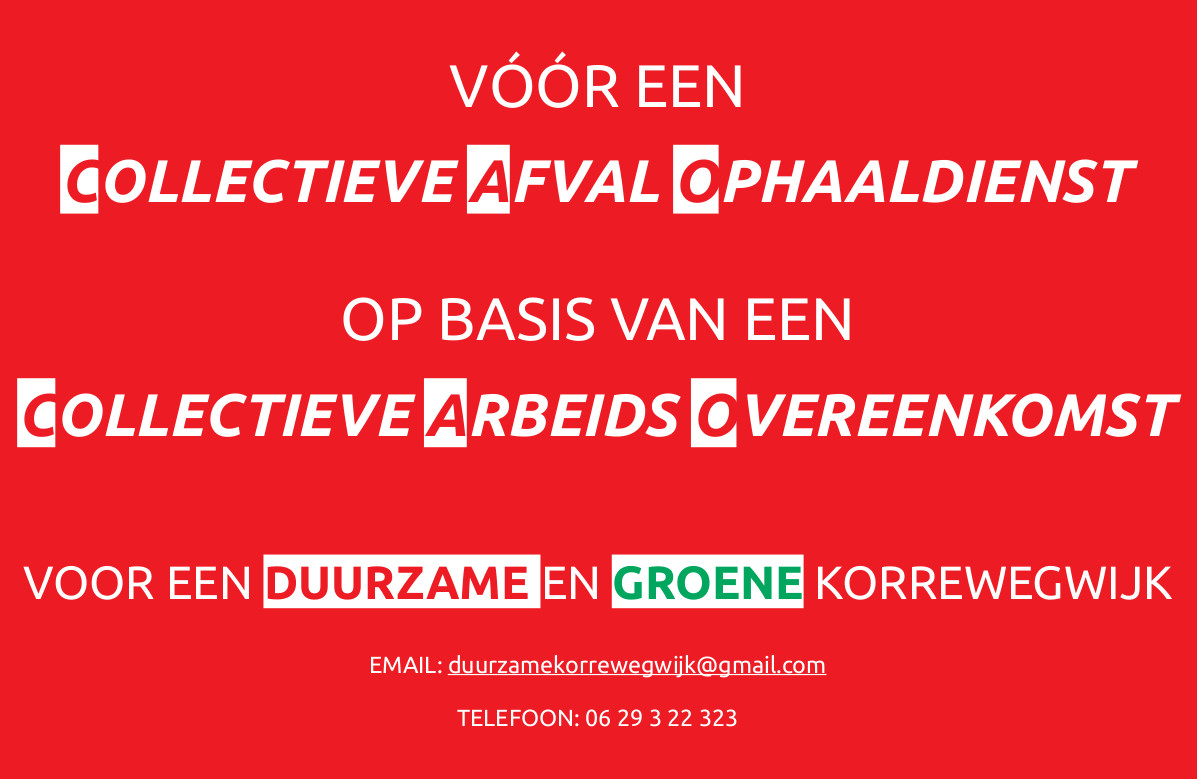 VÓÓR EEN
COLLECTIEVE AFVAL OPHAALDIENST
OP BASIS VAN EEN
COLLECTIEVE ARBEIDS OVEREENKOMST
VOOR EEN DUURZAME EN GROENE KORREWEGWIJK
EMAIL: duurzamekorrewegwijk@gmail.com
TELEFOON: 06 29 3 22 323